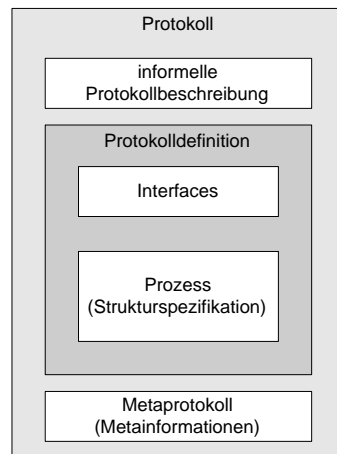 Protokoll
informelle
Protokollbeschreibung
Protokolldefinition
Interfaces
Prozess
(Strukturspezifikation)
Metaprotokoll
(Metainformationen)